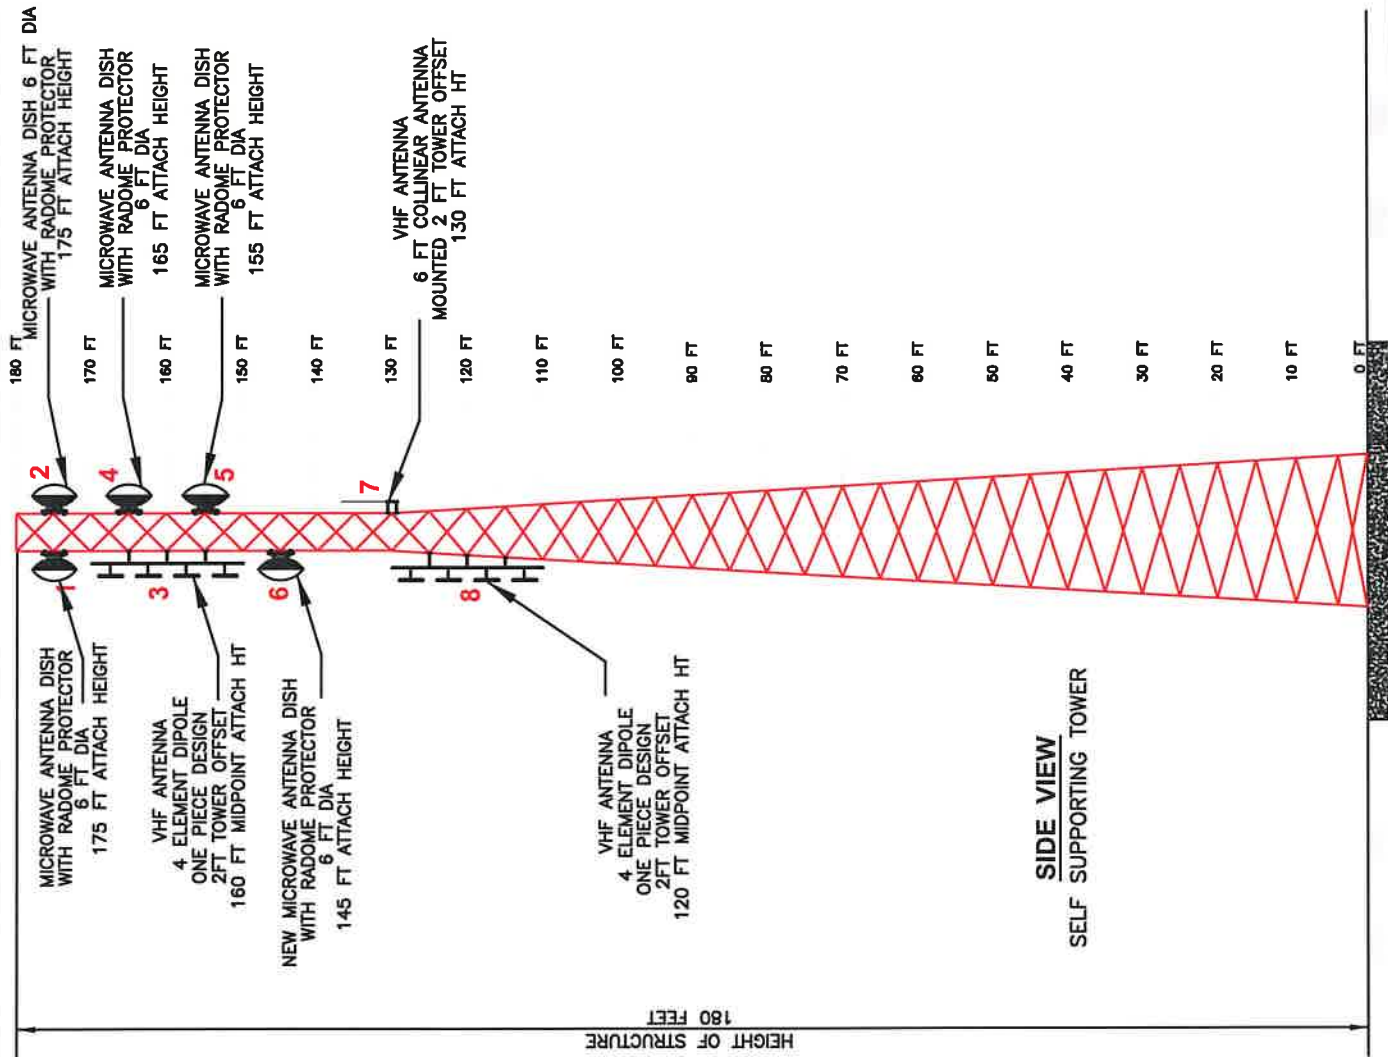 MICROWAVE ANTENNA DISH 6 FT DIA
WITH RADOME PROTECTOR
175 FT ATTACH HEIGHT
MICROWAVE ANTENNA DISH
WITH RADOME PROTECTOR
6 FT DIA
165 FT ATTACH HEIGHT
MICROWAVE ANTENNA DISH
WITH RADOME PROTECTOR
6 FT DIA
155 FT ATTACH HEIGHT
VHF ANTENNA
6 FT COLLINEAR ANTENNA
MOUNTED 2 FT TOWER OFFSET
130 FT ATTACH HT
180 FT
170 FT
160 FT
150 FT
140 FT
130 FT
120 FT
110 FT
100 FT
90 FT
80 FT
70 FT
60 FT
50 FT
40 FT
30 FT
20 FT
10 FT
0 FT
2
4
5
7
1
3
6
8
MICROWAVE ANTENNA DISH
WITH RADOME PROTECTOR
6 FT DIA
175 FT ATTACH HEIGHT
VHF ANTENNA
4 ELEMENT DIPOLE
ONE PIECE DESIGN
2FT TOWER OFFSET
160 FT MIDPOINT ATTACH HT
NEW MICROWAVE ANTENNA DISH
WITH RADOME PROTECTOR
6 FT DIA
145 FT ATTACH HEIGHT
VHF ANTENNA
4 ELEMENT DIPOLE
ONE PIECE DESIGN
2FT TOWER OFFSET
120 FT MIDPOINT ATTACH HT
SIDE VIEW
SELF SUPPORTING TOWER
HEIGHT OF STRUCTURE
180 FEET